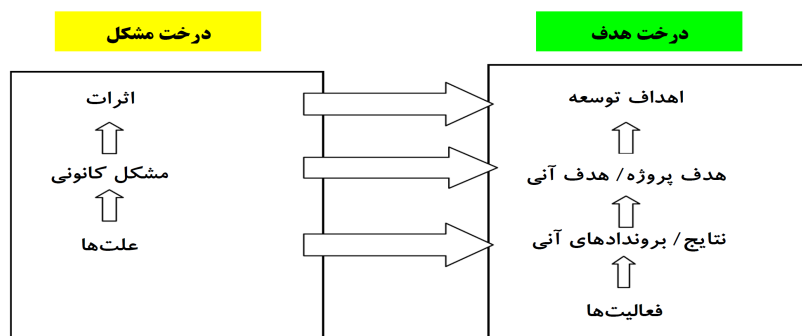 درخت مشکل
درخت هدف
اثرات
مشکل کانونی
علت‌ها
اهداف توسعه
هدف پروژه/ هدف آنی
نتایج/ بروندادهای آنی
فعالیت‌ها